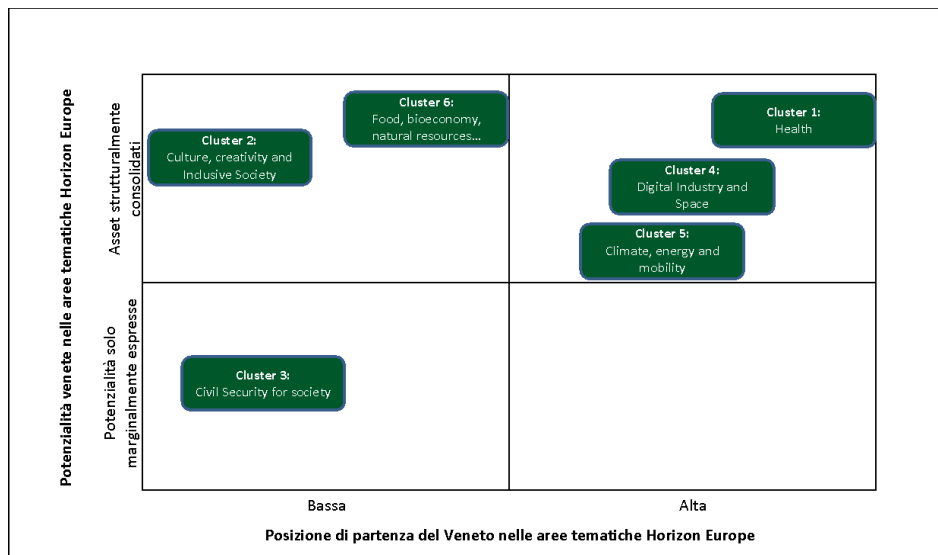 Potenzialità venete nelle aree tematiche Horizon Europe
Asset strutturalmente
consolidati
Potenzialità solo
marginalmente espresse
Cluster 2:
Culture, creativity and
Inclusive Society
Cluster 6:
Food, bioeconomy,
natural resources...
Cluster 1:
Health
Cluster 4:
Digital Industry and
Space
Cluster 5:
Climate, energy and
mobility
Cluster 3:
Civil Security for society
Bassa
Alta
Posizione di partenza del Veneto nelle aree tematiche Horizon Europe